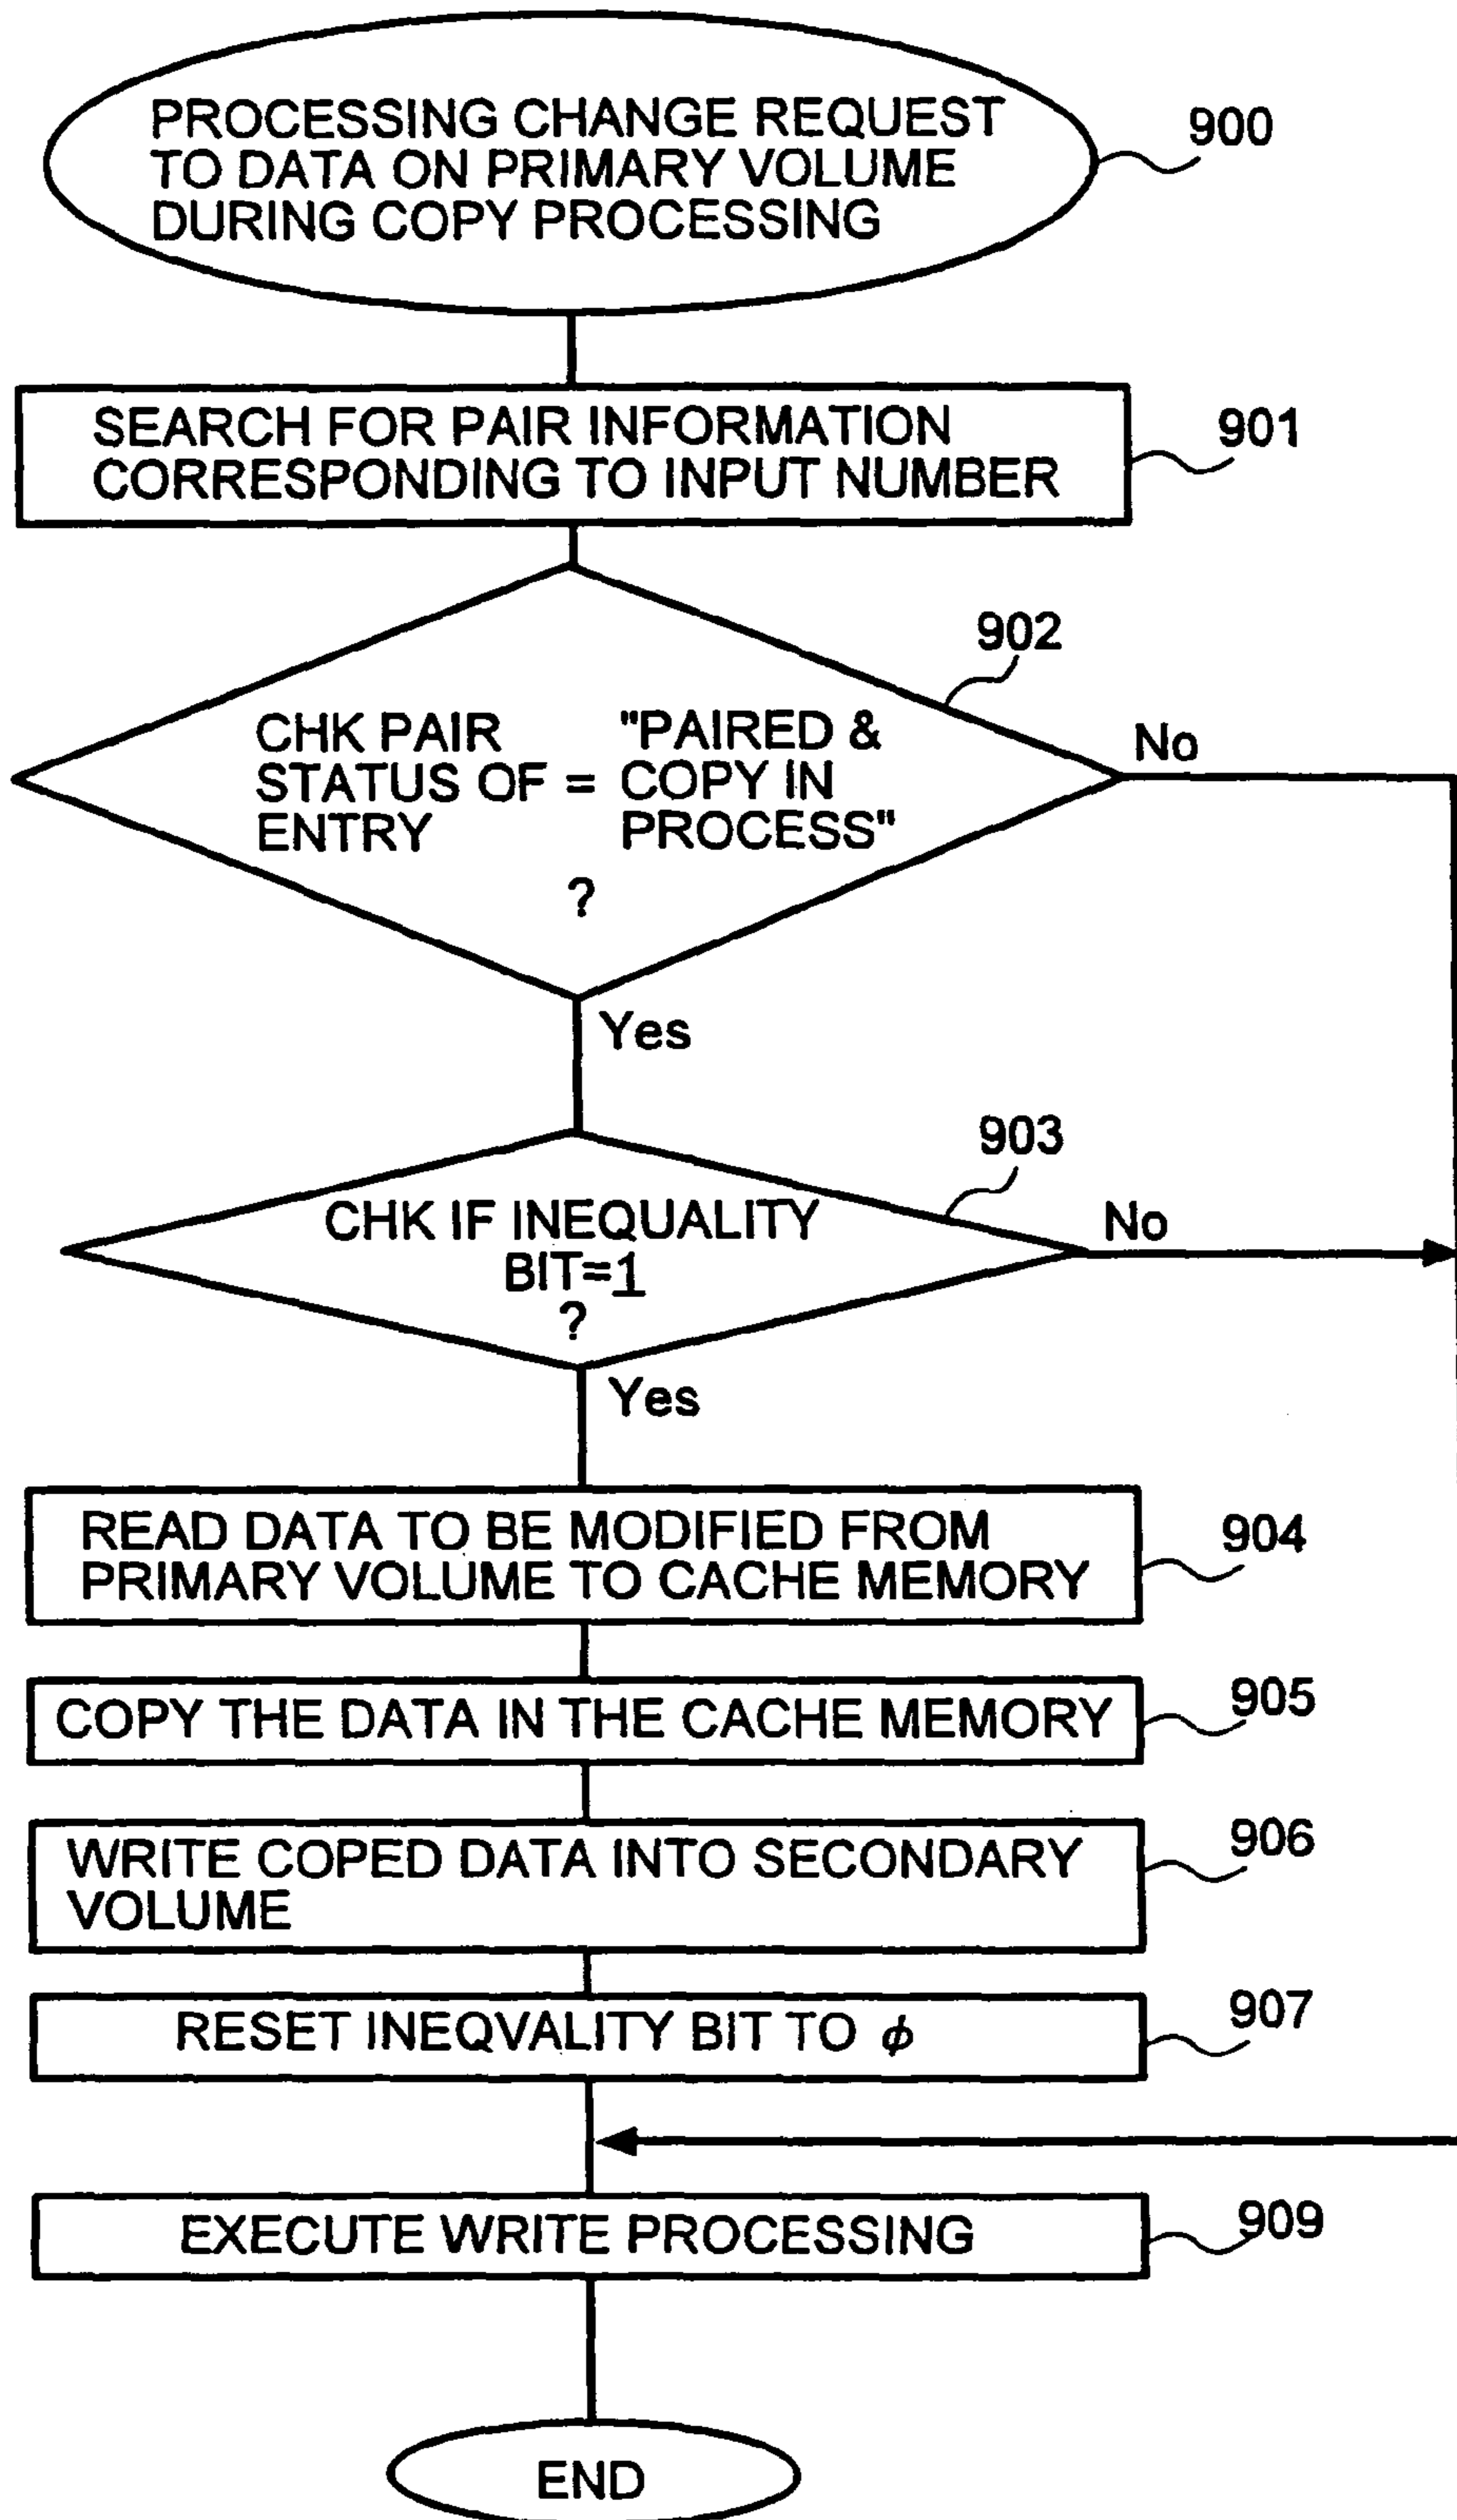 PROCESSING CHANGE REQUEST
TO DATA ON PRIMARY VOLUME
DURING COPY PROCESSING
900
SEARCH FOR PAIR INFORMATION
CORRESPONDING TO INPUT NUMBER
901
902
CHK PAIR "PAIRED &
STATUS OF = COPY IN
ENTRY PROCESS"
?
No
Yes
903
CHK IF INEQUALITY
BIT=1
?
No
Yes
READ DATA TO BE MODIFIED FROM
PRIMARY VOLUME TO CACHE MEMORY
904
COPY THE DATA IN THE CACHE MEMORY
905
WRITE COPED DATA INTO SECONDARY
VOLUME
906
RESET INEQVALITY BIT TO ϕ
907
EXECUTE WRITE PROCESSING
909
END